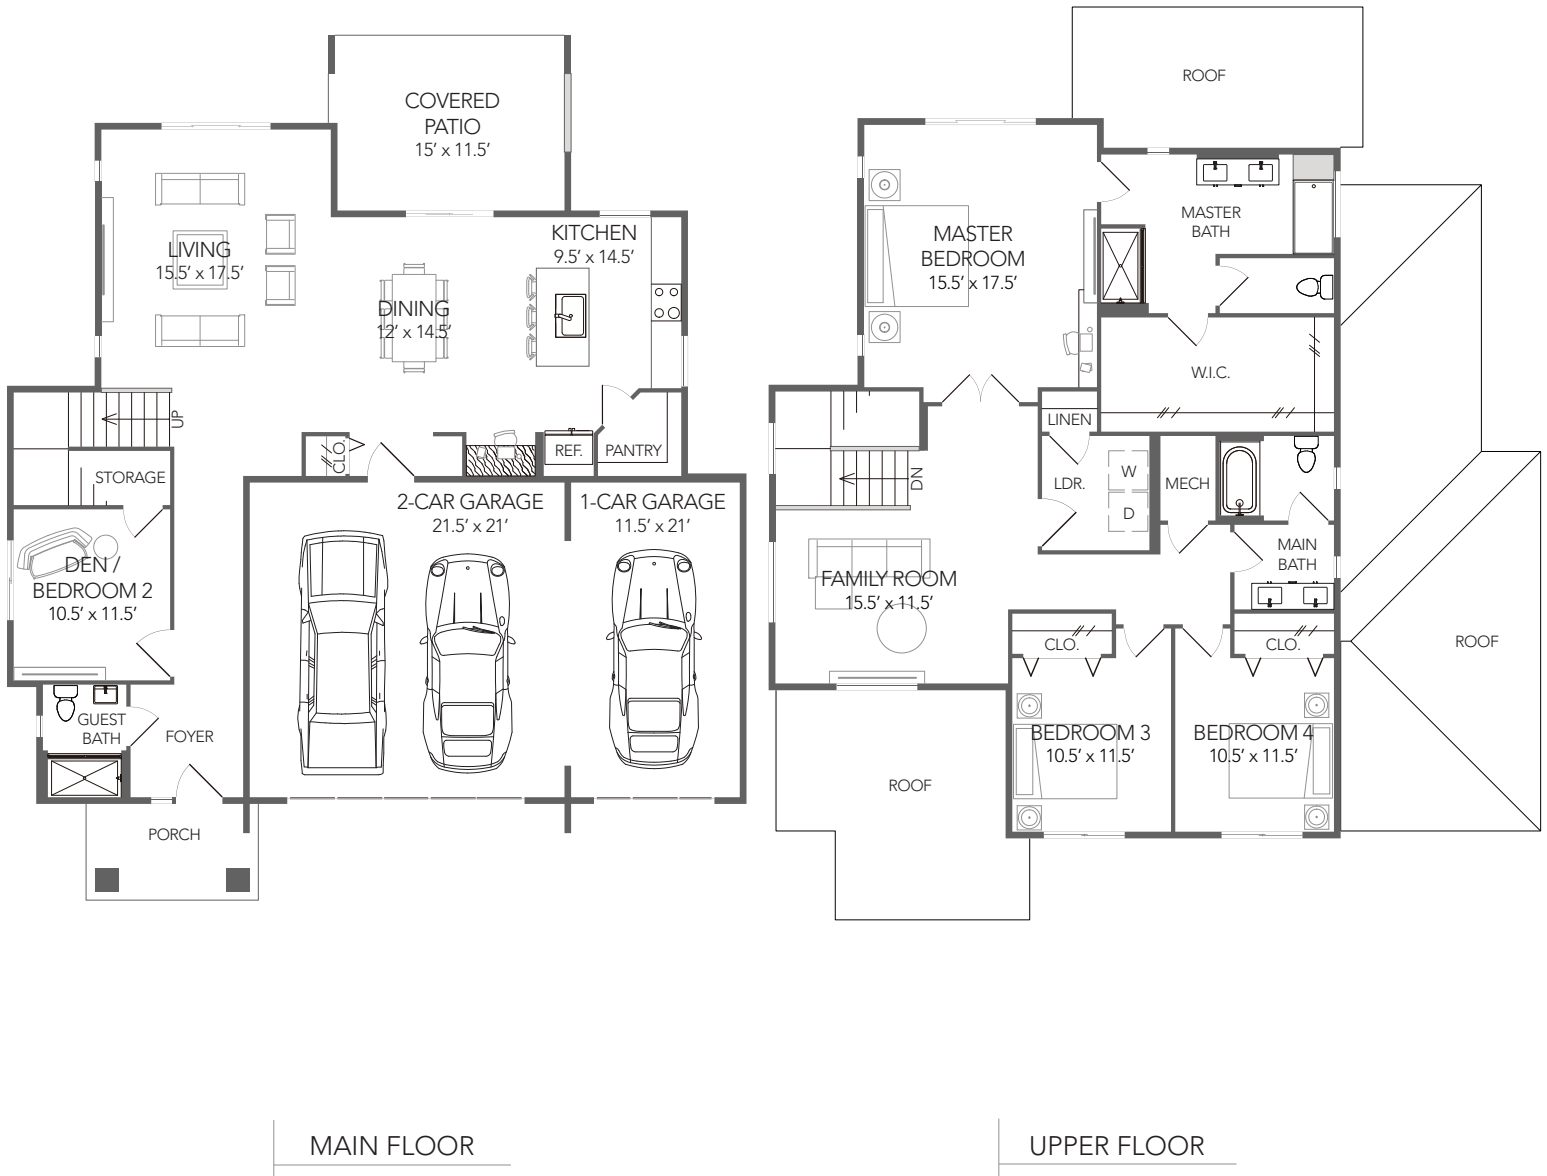 COVERED
PATIO
15’ x 11.5’
LIVING
15.5’ x 17.5’
KITCHEN
9.5’ x 14.5’
DINING
12’ x 14.5’
UP
CLO.
REF.
PANTRY
STORAGE
2-CAR GARAGE
21.5’ x 21’
1-CAR GARAGE
11.5’ x 21’
DEN /
BEDROOM 2
10.5’ x 11.5’
GUEST
BATH
FOYER
PORCH
MAIN FLOOR
ROOF
MASTER
BATH
MASTER
BEDROOM
15.5’ x 17.5’
W.I.C.
LINEN
DN
LDR.
W
D
MECH
MAIN
BATH
FAMILY ROOM
15.5’ x 11.5’
CLO.
CLO.
ROOF
BEDROOM 3
10.5’ x 11.5’
BEDROOM 4
10.5’ x 11.5’
ROOF
UPPER FLOOR